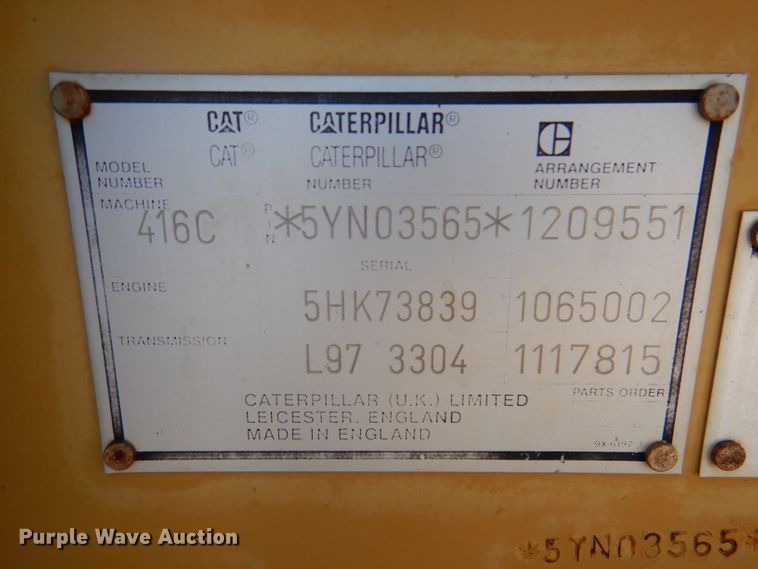 CAT® CATERPILLAR®
CAT® CATERPILLAR®
MODEL NUMBER NUMBER ARRANGEMENT NUMBER
MACHINE 416C PIN *5YN03565* 1209551
SERIAL
ENGINE 5HK73839 1065002
TRANSMISSION L97 3304 1117815
PARTS ORDER
CATERPILLAR (U.K.) LIMITED
LEICESTER, ENGLAND
MADE IN ENGLAND
*5YN03565*
Purple Wave Auction